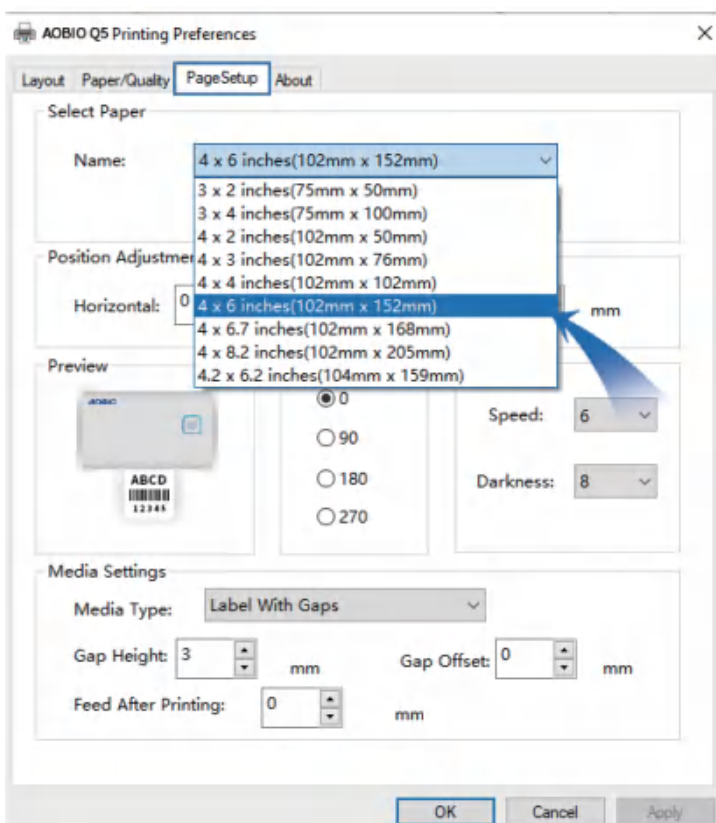 AOBIO Q5 Printing Preferences
Layout Paper/Quality PageSetup About
Select Paper
Name: 4 x 6 inches(102mm x 152mm)
3 x 2 inches(75mm x 50mm)
3 x 4 inches(75mm x 100mm)
4 x 2 inches(102mm x 50mm)
Position Adjustmen 4 x 3 inches(102mm x 76mm)
4 x 4 inches(102mm x 102mm)
Horizontal: 0 4 x 6 inches(102mm x 152mm) mm
4 x 6.7 inches(102mm x 168mm)
4 x 8.2 inches(102mm x 205mm)
4.2 x 6.2 inches(104mm x 159mm)
Preview
AOBIO
ABCD
12345
0
90
180
270
Speed: 6
Darkness: 8
Media Settings
Media Type: Label With Gaps
Gap Height: 3 mm Gap Offset: 0 mm
Feed After Printing: 0 mm
OK Cancel Apply